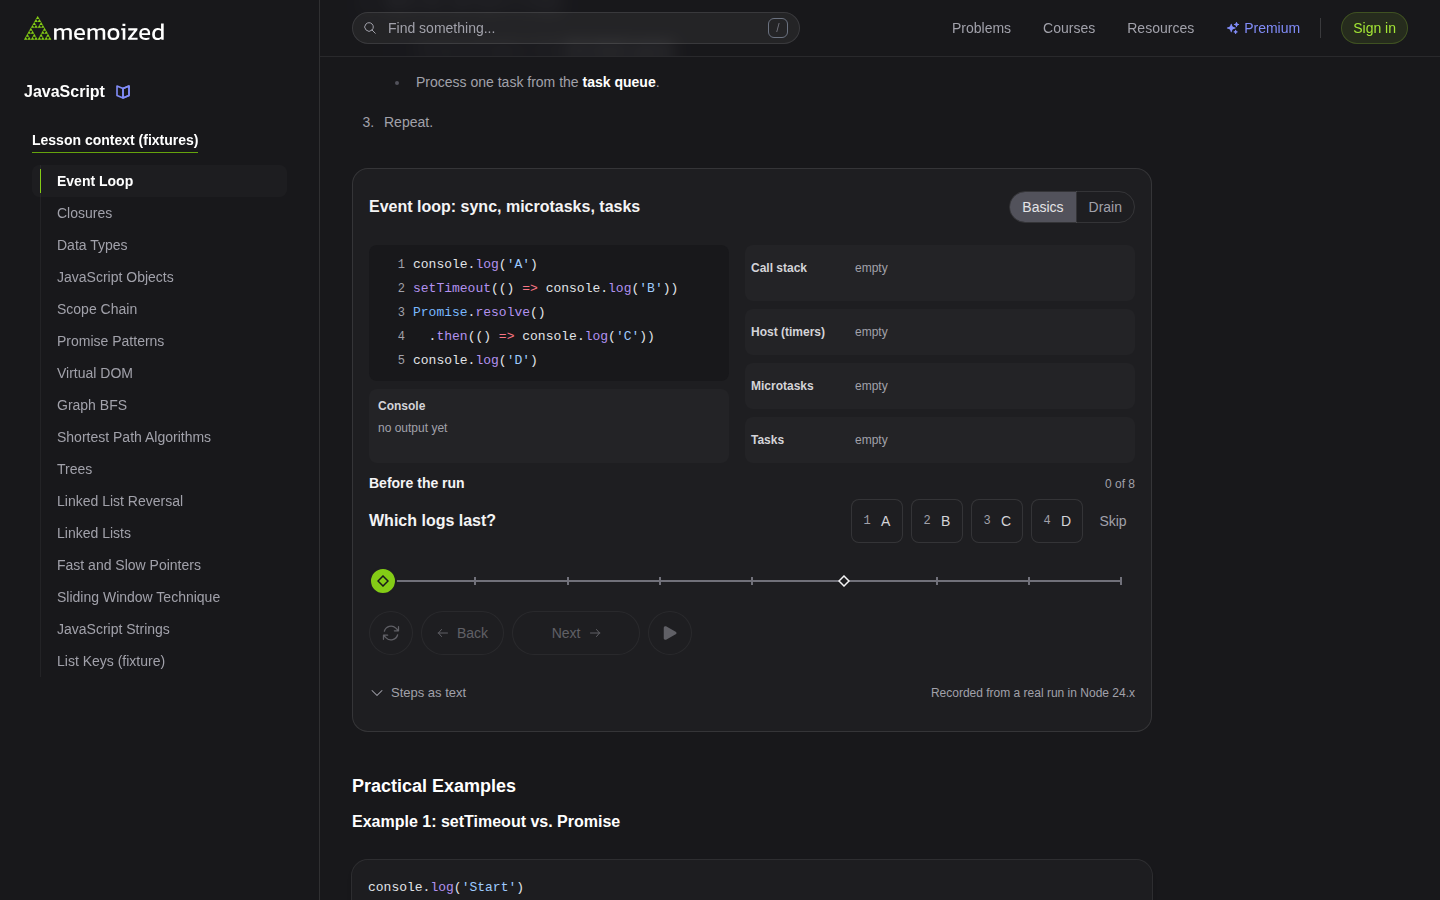 memoized
Find something...
/
Problems
Courses
Resources
Premium
Sign in
JavaScript
Lesson context (fixtures)
Event Loop
Closures
Data Types
JavaScript Objects
Scope Chain
Promise Patterns
Virtual DOM
Graph BFS
Shortest Path Algorithms
Trees
Linked List Reversal
Linked Lists
Fast and Slow Pointers
Sliding Window Technique
JavaScript Strings
List Keys (fixture)
Process one task from the task queue.
3. Repeat.
Event loop: sync, microtasks, tasks
Basics
Drain
1 console.log('A')
2 setTimeout(() => console.log('B'))
3 Promise.resolve()
4   .then(() => console.log('C'))
5 console.log('D')
Console
no output yet
Call stack empty
Host (timers) empty
Microtasks empty
Tasks empty
Before the run
0 of 8
Which logs last?
1 A
2 B
3 C
4 D
Skip
Back
Next
Steps as text
Recorded from a real run in Node 24.x
Practical Examples
Example 1: setTimeout vs. Promise
console.log('Start')